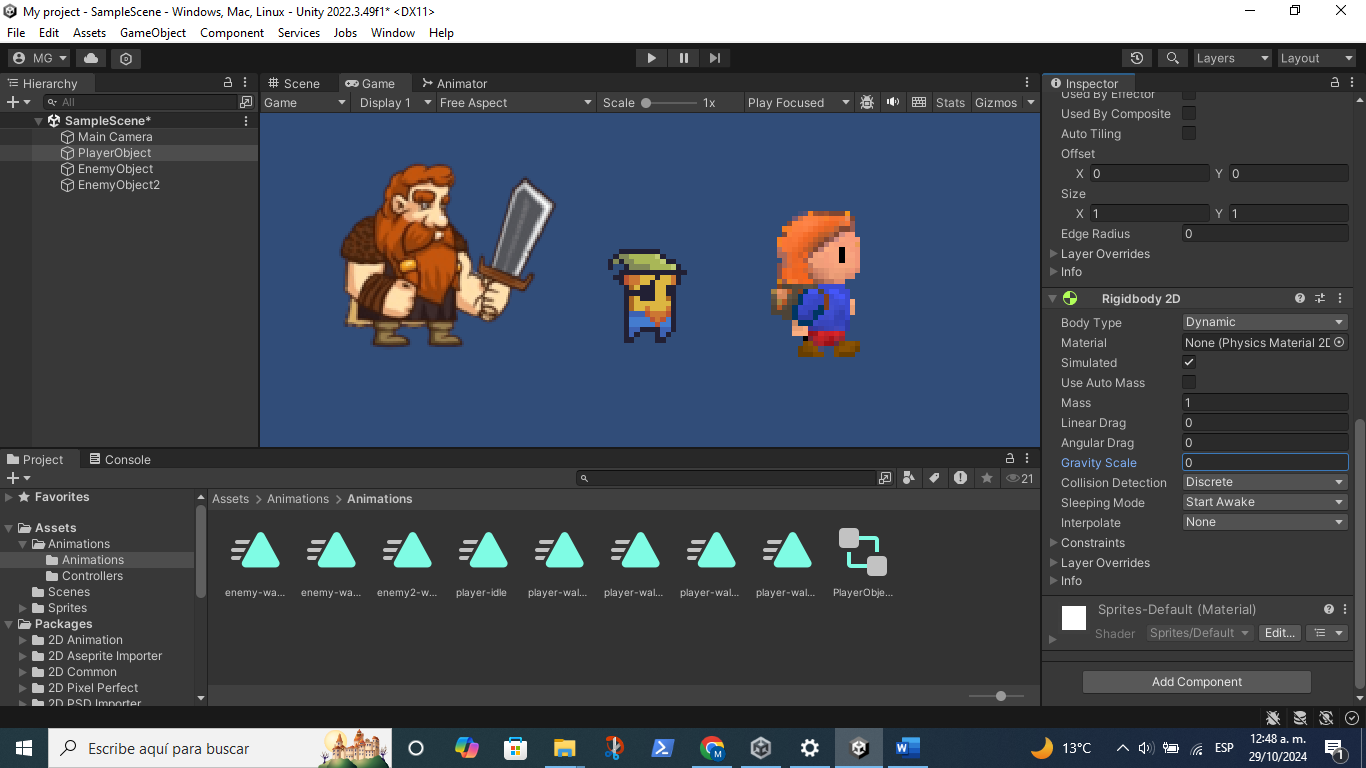 My project - SampleScene - Windows, Mac, Linux - Unity 2022.3.49f1* <DX11>
File Edit Assets GameObject Component Services Jobs Window Help
MG Layers Layout
Hierarchy
All
SampleScene*
Main Camera
PlayerObject
EnemyObject
EnemyObject2
Scene Game Animator
Game Display 1 Free Aspect Scale 1x Play Focused Stats Gizmos
Inspector
Used By Effector
Used By Composite
Auto Tiling
Offset
X 0 Y 0
Size
X 1 Y 1
Edge Radius 0
Layer Overrides
Info
Rigidbody 2D
Body Type Dynamic
Material None (Physics Material 2D
Simulated
Use Auto Mass
Mass 1
Linear Drag 0
Angular Drag 0
Gravity Scale 0
Collision Detection Discrete
Sleeping Mode Start Awake
Interpolate None
Constraints
Layer Overrides
Info
Sprites-Default (Material)
Shader Sprites/Default Edit...
Add Component
Project Console
21
Favorites
Assets
Animations
Animations
Controllers
Scenes
Sprites
Packages
2D Animation
2D Aseprite Importer
2D Common
2D Pixel Perfect
2D PSD Importer
Assets > Animations > Animations
enemy-wa... enemy-wa... enemy2-w... player-idle player-wal... player-wal... player-wal... player-wal... PlayerObje...
Escribe aquí para buscar
13°C
ESP
12:48 a. m.
29/10/2024
1